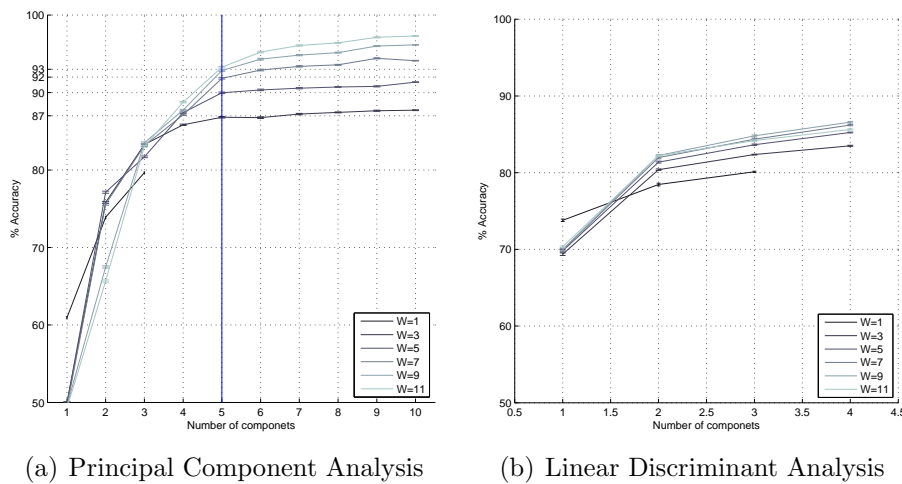 100
93
92
90
87
80
70
60
50
% Accuracy
1 2 3 4 5 6 7 8 9 10
Number of componets
W=1
W=3
W=5
W=7
W=9
W=11
(a) Principal Component Analysis
100
90
80
70
60
50
% Accuracy
0.5 1 1.5 2 2.5 3 3.5 4 4.5
Number of componets
W=1
W=3
W=5
W=7
W=9
W=11
(b) Linear Discriminant Analysis